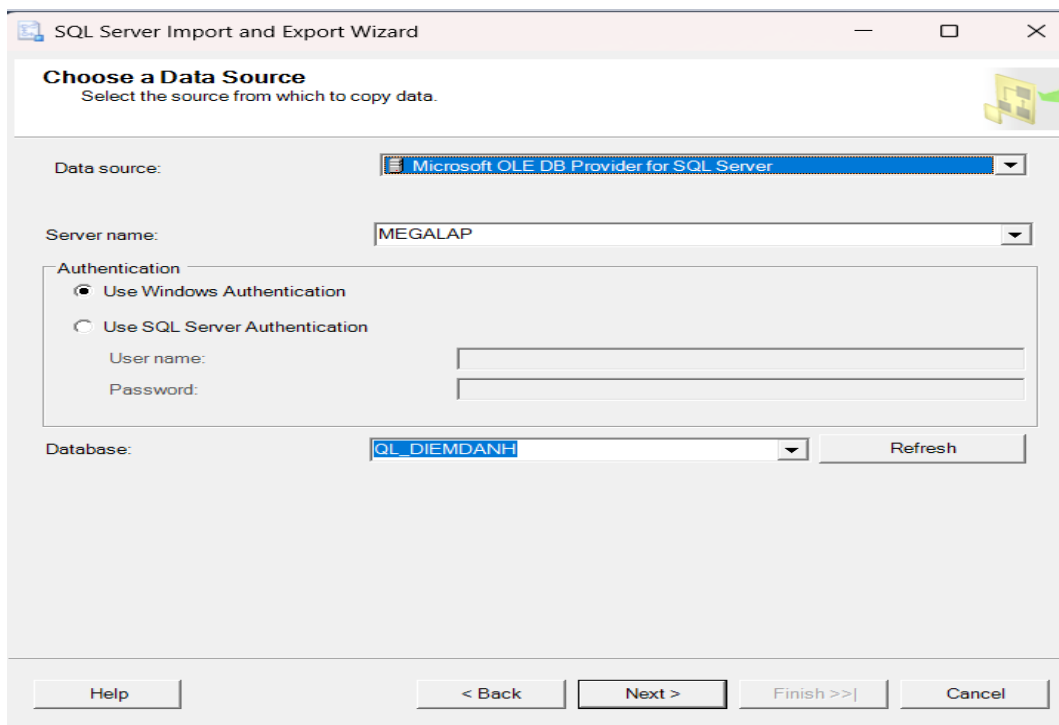 SQL Server Import and Export Wizard
Choose a Data Source
Select the source from which to copy data.
Data source: Microsoft OLE DB Provider for SQL Server
Server name: MEGALAP
Authentication
Use Windows Authentication
Use SQL Server Authentication
User name:
Password:
Database: QL_DIEMDANH Refresh
Help < Back Next > Finish >>| Cancel